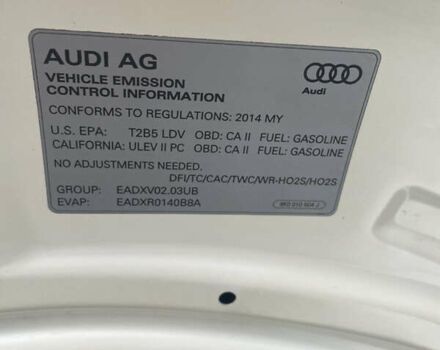 AUDI AG
VEHICLE EMISSION
CONTROL INFORMATION
Audi
CONFORMS TO REGULATIONS: 2014 MY
U.S. EPA: T2B5 LDV OBD: CA II FUEL: GASOLINE
CALIFORNIA: ULEV II PC OBD: CA II FUEL: GASOLINE
NO ADJUSTMENTS NEEDED.
DFI/TC/CAC/TWC/WR-HO2S/HO2S
GROUP: EADXV02.03UB
EVAP: EADXR0140B8A